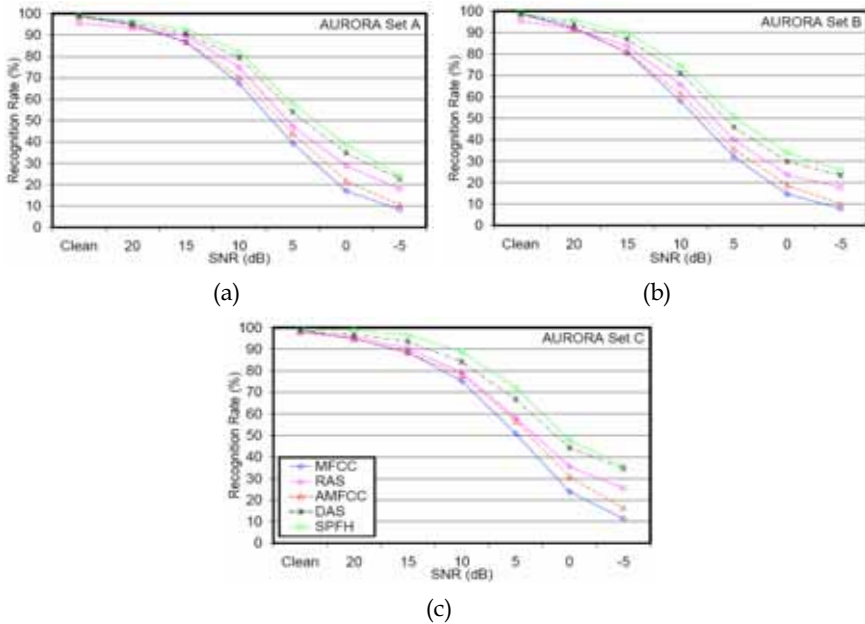 AURORA Set A
Recognition Rate (%)
100
90
80
70
60
50
40
30
20
10
0
Clean 20 15 10 5 0 -5
SNR (dB)
(a)
AURORA Set B
Recognition Rate (%)
100
90
80
70
60
50
40
30
20
10
0
Clean 20 15 10 5 0 -5
SNR (dB)
(b)
AURORA Set C
Recognition Rate (%)
100
90
80
70
60
50
40
30
20
10
0
MFCC
RAS
AMFCC
DAS
SPFH
Clean 20 15 10 5 0 -5
SNR (dB)
(c)